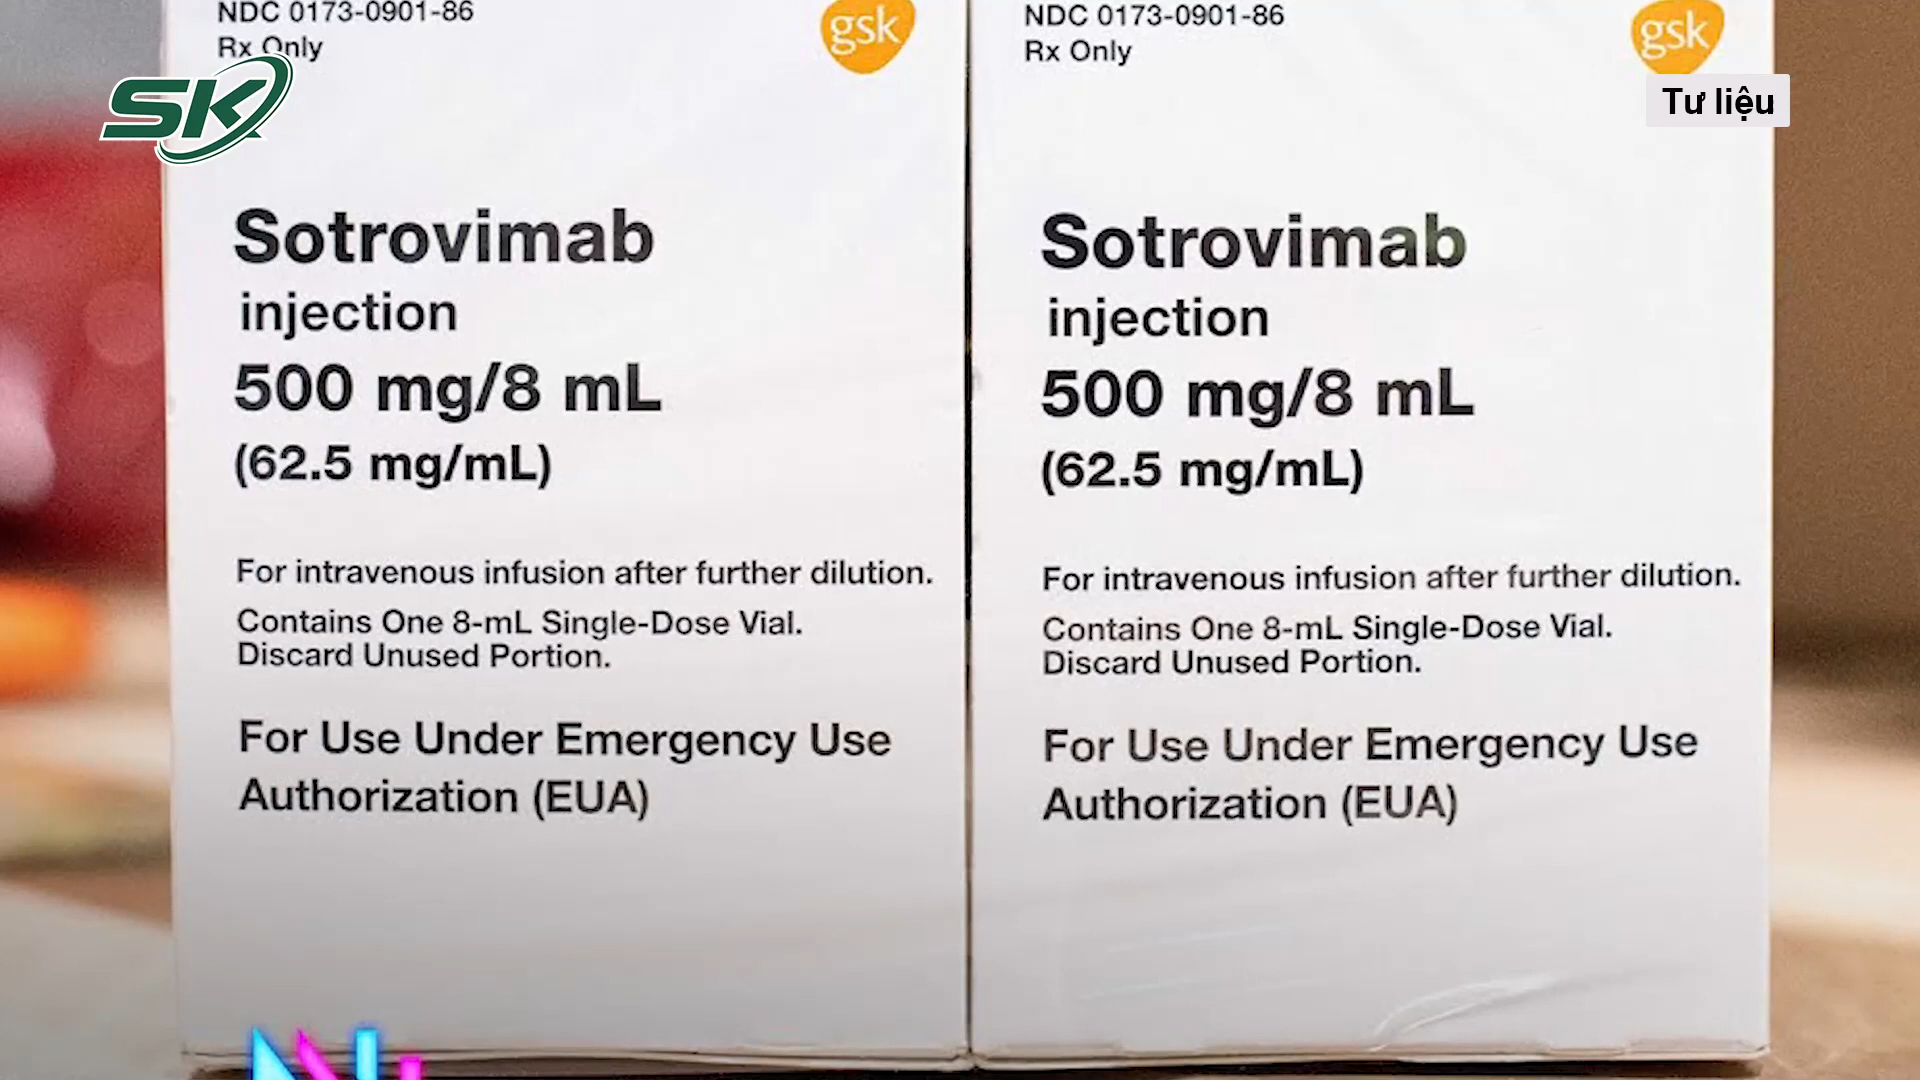 NDC 0173-0901-86
Rx Only
gsk
SK
Sotrovimab
injection
500 mg/8 mL
(62.5 mg/mL)
For intravenous infusion after further dilution.
Contains One 8-mL Single-Dose Vial.
Discard Unused Portion.
For Use Under Emergency Use
Authorization (EUA)
NDC 0173-0901-86
Rx Only
gsk
Tư liệu
Sotrovimab
injection
500 mg/8 mL
(62.5 mg/mL)
For intravenous infusion after further dilution.
Contains One 8-mL Single-Dose Vial.
Discard Unused Portion.
For Use Under Emergency Use
Authorization (EUA)